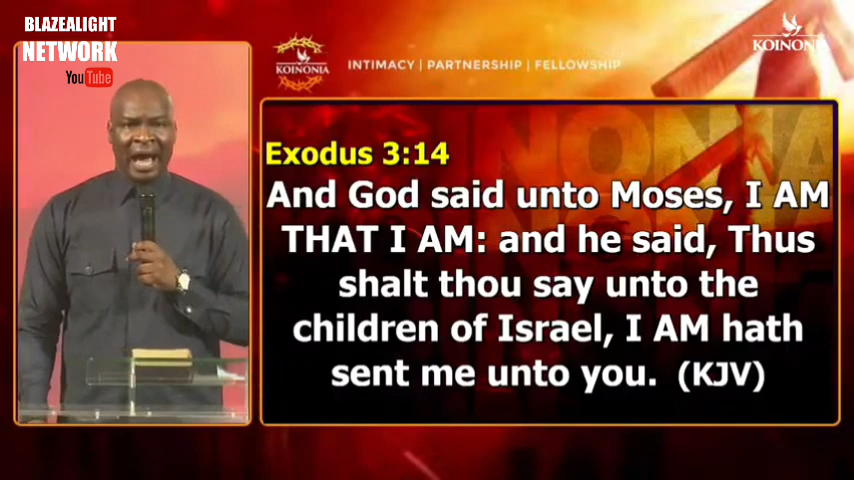 BLAZEALIGHT
NETWORK
YouTube
KOINONIA
INTIMACY | PARTNERSHIP | FELLOWSHIP
KOINONIA
Exodus 3:14
And God said unto Moses, I AM
THAT I AM: and he said, Thus
shalt thou say unto the
children of Israel, I AM hath
sent me unto you. (KJV)